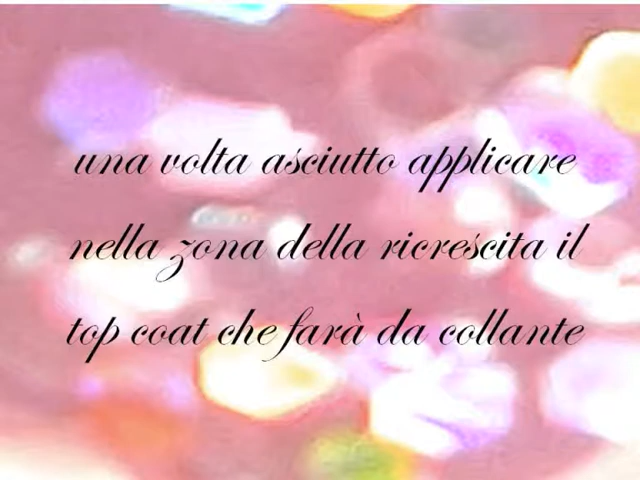 una volta asciutto applicare
nella zona della ricrescita il
top coat che farà da collante